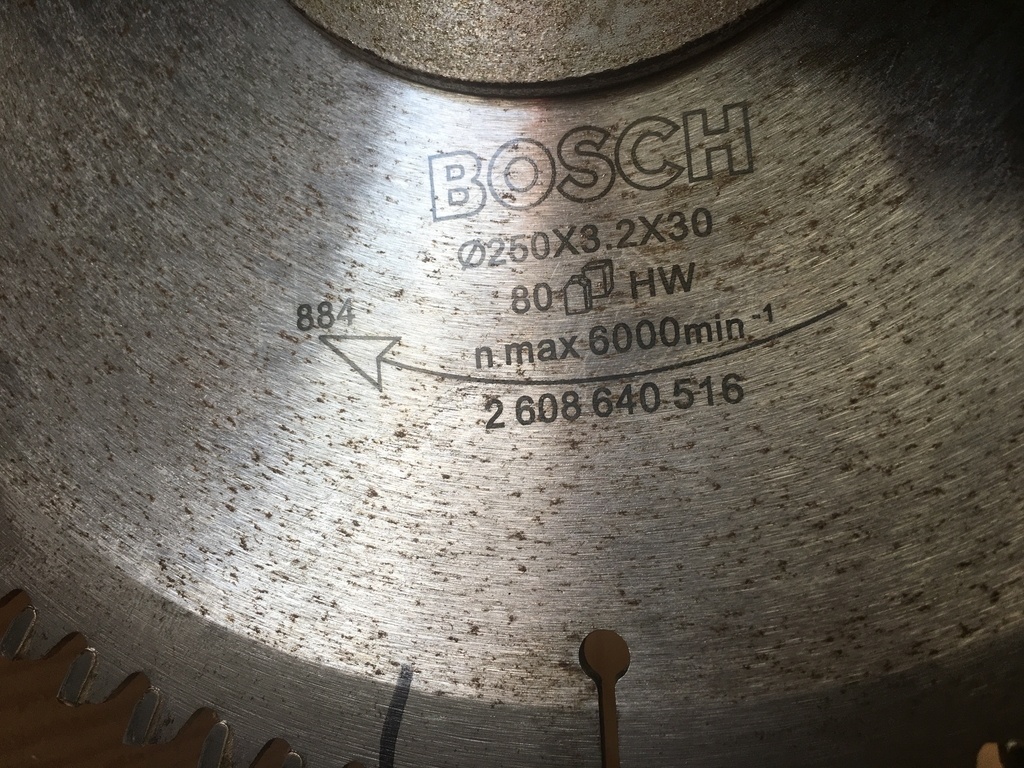 BOSCH
Ø250X3.2X30
80 HW
884
n.max 6000min⁻¹
2 608 640 516